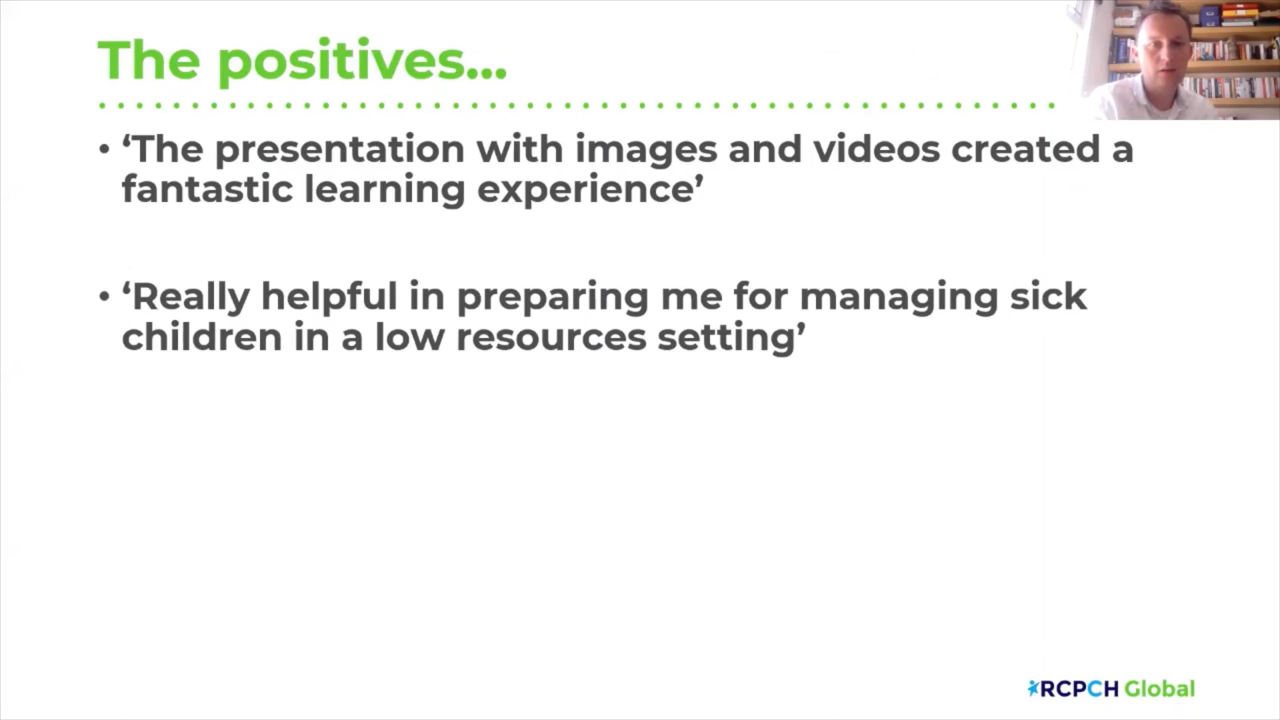 The positives...
• ‘The presentation with images and videos created a
fantastic learning experience’
• ‘Really helpful in preparing me for managing sick
children in a low resources setting’
RCPCH Global